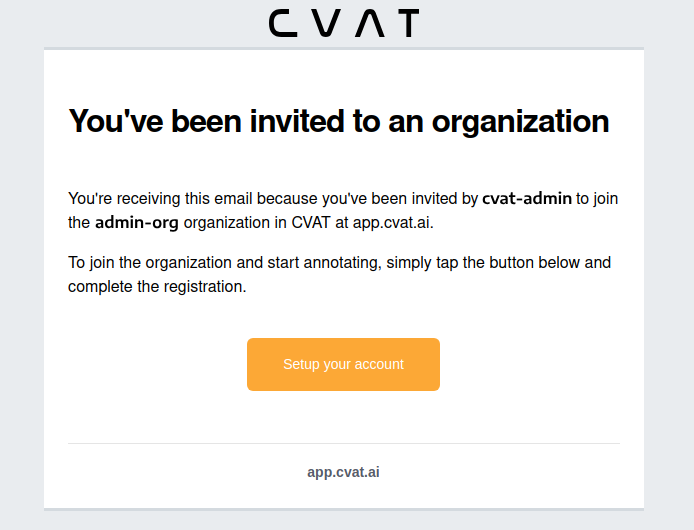 CVAT
You've been invited to an organization
You're receiving this email because you've been invited by cvat-admin to join
the admin-org organization in CVAT at app.cvat.ai.
To join the organization and start annotating, simply tap the button below and
complete the registration.
Setup your account
app.cvat.ai